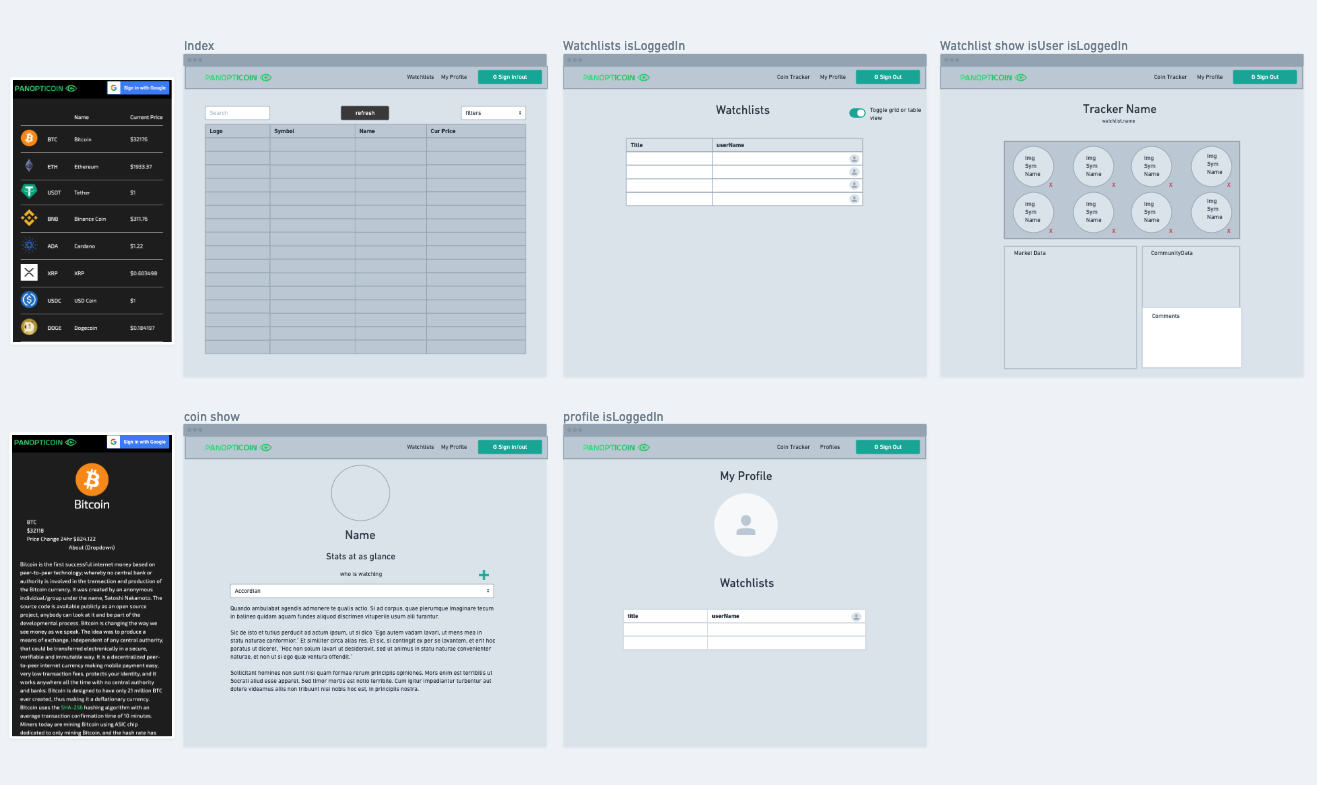 Index
Watchlists isLoggedIn
Watchlist show isUser isLoggedIn
PANOPTICOIN
G Sign in with Google
Name Current Price
BTC Bitcoin $32176
ETH Ethereum $1933.37
USDT Tether $1
BNB Binance Coin $311.76
ADA Cardano $1.22
XRP XRP $0.603498
USDC USD Coin $1
DOGE Dogecoin $0.184197
PANOPTICOIN
Watchlists My Profile G Sign in/out
Search refresh filters
Logo Symbol Name Cur Price
PANOPTICOIN
Coin Tracker My Profile G Sign Out
Watchlists
Toggle grid or table
view
Title userName
PANOPTICOIN
Coin Tracker My Profile G Sign Out
Tracker Name
watchlist.name
Img Img Img Img
Sym Sym Sym Sym
Name Name Name Name
x x x x
Img Img Img Img
Sym Sym Sym Sym
Name Name Name Name
x x x x
Market Data
CommunityData
Comments
coin show
profile isLoggedIn
PANOPTICOIN
G Sign in with Google
Bitcoin
BTC
$32118
Price Change 24hr $824.122
About (Dropdown)
Bitcoin is the first successful internet money based on
peer-to-peer technology; whereby no central bank or
authority is involved in the transaction and production of
the Bitcoin currency. It was created by an anonymous
individual/group under the name, Satoshi Nakamoto. The
source code is available publicly as an open source
project, anybody can look at it and be part of the
developmental process. Bitcoin is changing the way we
see money as we speak. The idea was to produce a
means of exchange, independent of any central authority,
that could be transferred electronically in a secure,
verifiable and immutable way. It is a decentralized peer-
to-peer internet currency making mobile payment easy,
very low transaction fees, protects your identity, and it
works anywhere all the time with no central authority
and banks. Bitcoin is designed to have only 21 million BTC
ever created, thus making it a deflationary currency.
Bitcoin uses the SHA-256 hashing algorithm with an
average transaction confirmation time of 10 minutes.
Miners today are mining Bitcoin using ASIC chip
dedicated to only mining Bitcoin, and the hash rate has
PANOPTICOIN
Watchlists My Profile G Sign in/out
Name
Stats at as glance
who is watching
Accordian
Quando ambulabat agendis admonere te qualis actio. Si ad corpus, quae plerumque imaginare tecum
in balineo quidam aquam fundes aliquod discrimen vituperiis usum alii furantur.
Sic de isto et tutius perducit ad actum ipsum, ut si dico "Ego autem vadam lavari, ut mens mea in
statu naturae conformior." Et similiter circa alias res. Et sic, si contingit ex per se lavantem, et erit hoc
paratus ut diceret, "Hoc non solum lavari ut desideravit, sed ut animus in statu naturae convenienter
naturae, et non ut si ego quæ ventura offendit."
Sollicitant homines non sunt nisi quam formae rerum principiis opiniones. Mors enim est terribilis ut
Socrati aliud esse apparet. Sed timor mortis est notio terribile. Cum igitur impediantur turbentur aut
dolere videamus aliis non tribuunt nisi nobis hoc est, in principiis nostra.
PANOPTICOIN
Coin Tracker Profiles G Sign Out
My Profile
Watchlists
title userName